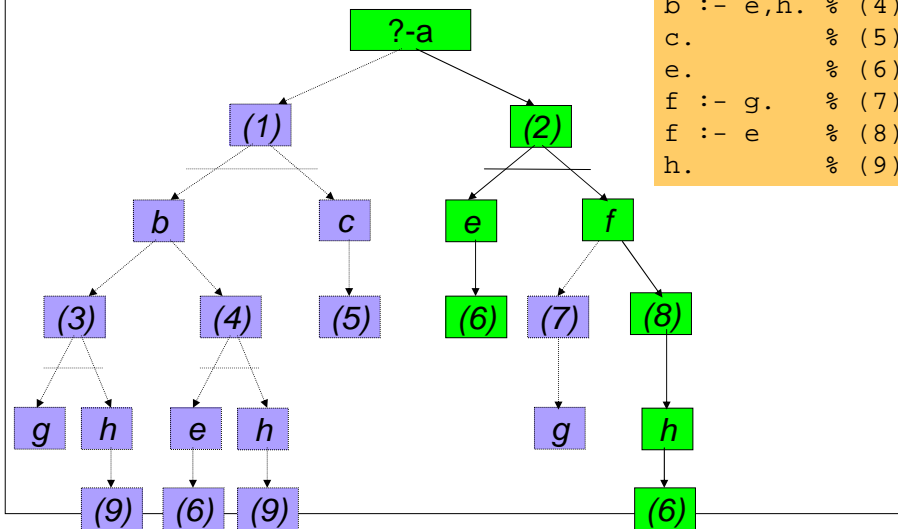 b :- e,h. % (4)
?-a
c. % (5)
e. % (6)
f :- g. % (7)
(1) (2)
f :- e % (8)
h. % (9)
b c e f
(3) (4) (5) (6) (7) (8)
g h e h g h
(9) (6) (9) (6)